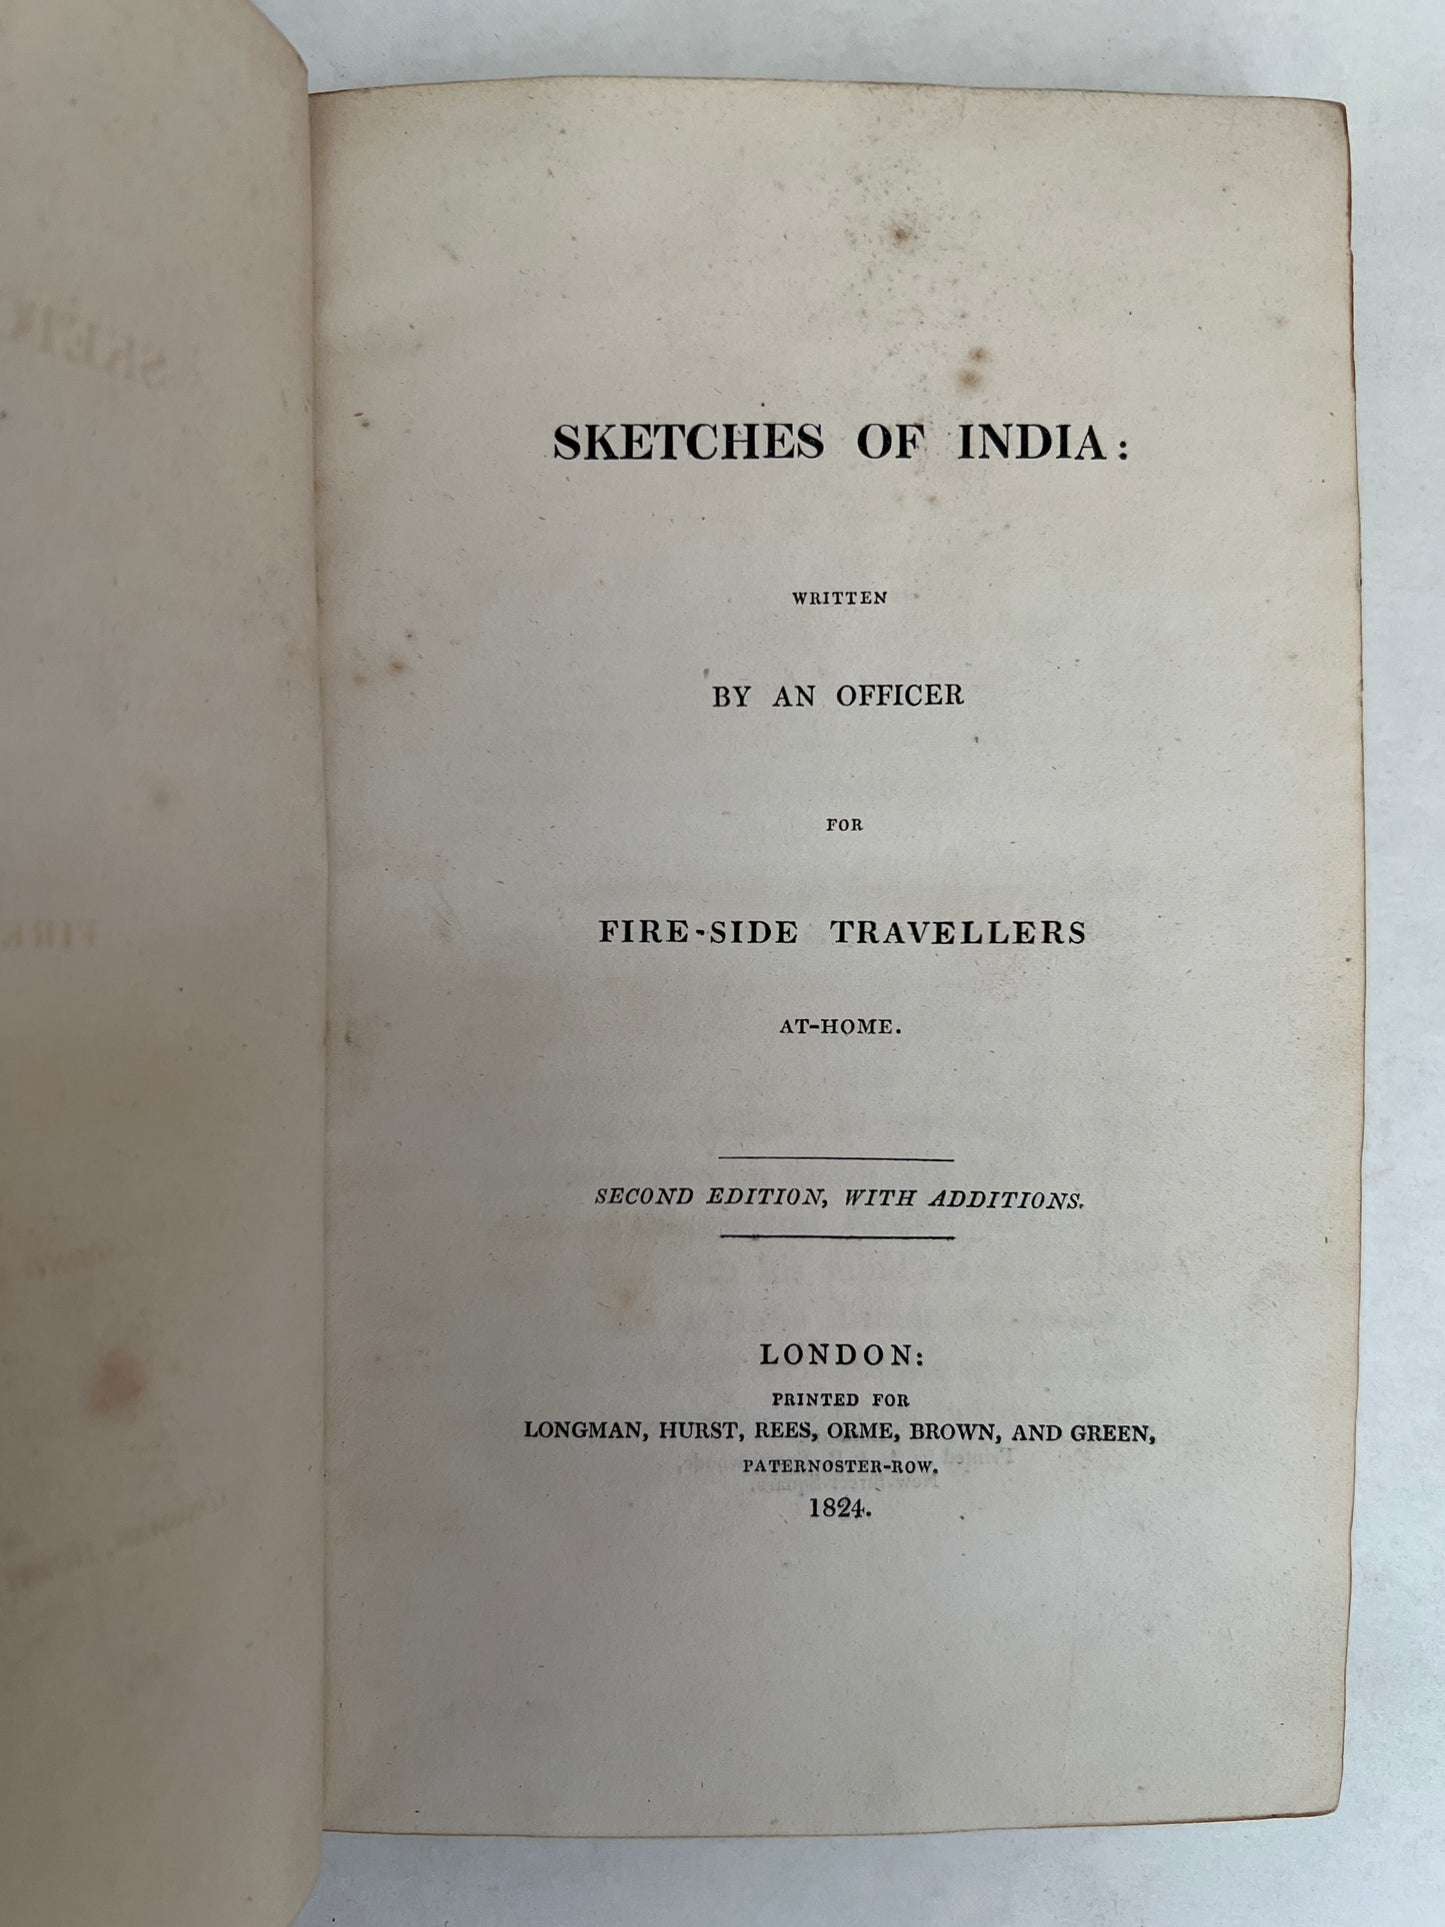 SKETCHES OF INDIA:
WRITTEN
BY AN OFFICER
FOR
FIRE-SIDE TRAVELLERS
AT-HOME.
SECOND EDITION, WITH ADDITIONS.
LONDON:
PRINTED FOR
LONGMAN, HURST, REES, ORME, BROWN, AND GREEN,
PATERNOSTER-ROW.
1824.